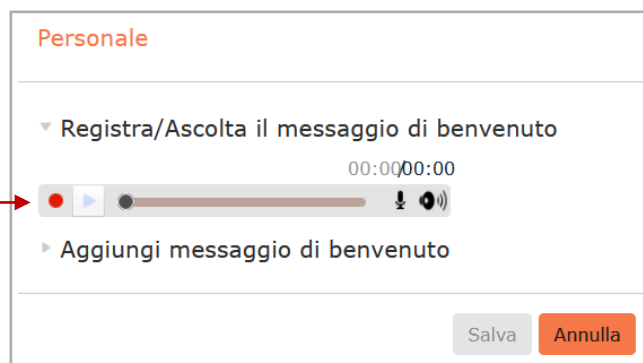 Personale
Registra/Ascolta il messaggio di benvenuto
00:00/00:00
Aggiungi messaggio di benvenuto
Salva Annulla